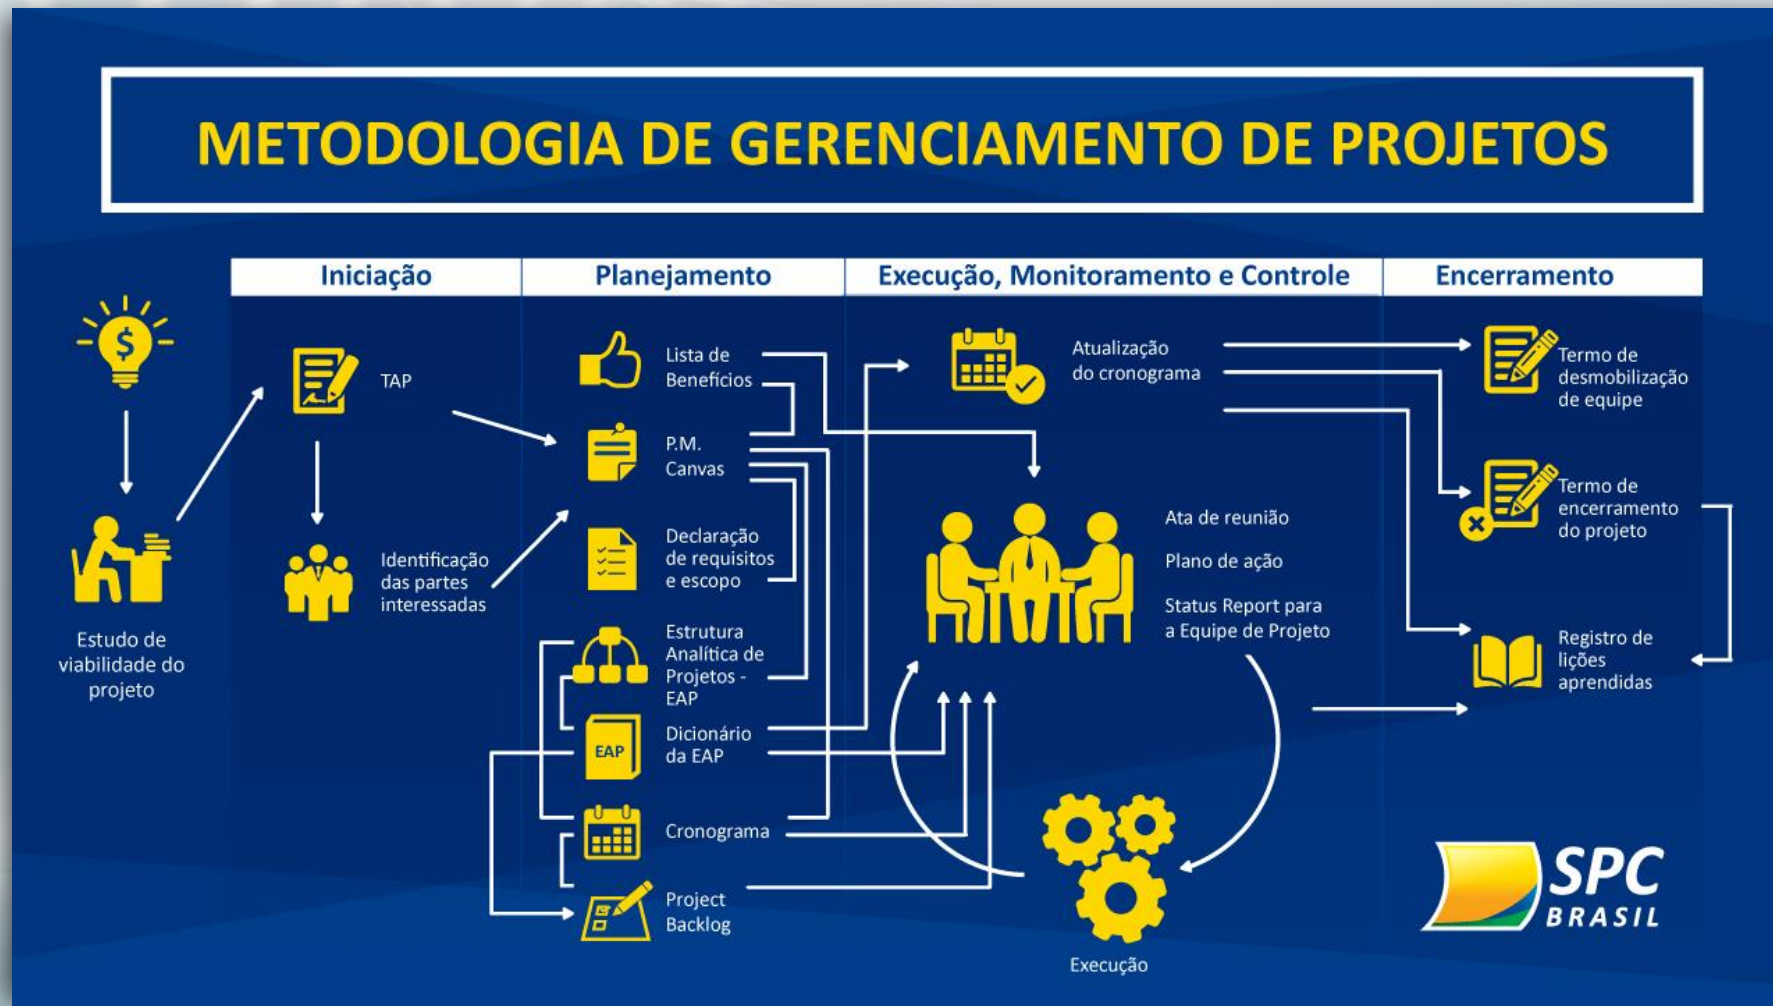 METODOLOGIA DE GERENCIAMENTO DE PROJETOS
Iniciação
Planejamento
Execução, Monitoramento e Controle
Encerramento
$
Estudo de
viabilidade do
projeto
TAP
Identificação
das partes
interessadas
Lista de
Benefícios
P.M.
Canvas
Declaração
de requisitos
e escopo
Estrutura
Analítica de
Projetos -
EAP
EAP
Dicionário
da EAP
Cronograma
Project
Backlog
Atualização
do cronograma
Ata de reunião
Plano de ação
Status Report para
a Equipe de Projeto
Execução
Termo de
desmobilização
de equipe
Termo de
encerramento
do projeto
Registro de
lições
aprendidas
SPC
BRASIL